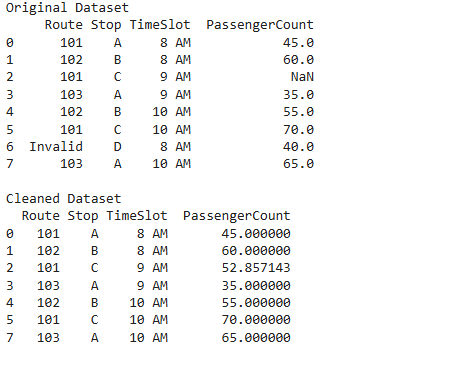 Original Dataset
     Route Stop TimeSlot  PassengerCount
0      101    A     8 AM            45.0
1      102    B     8 AM            60.0
2      101    C     9 AM             NaN
3      103    A     9 AM            35.0
4      102    B    10 AM            55.0
5      101    C    10 AM            70.0
6  Invalid    D     8 AM            40.0
7      103    A    10 AM            65.0

Cleaned Dataset
  Route Stop TimeSlot  PassengerCount
0   101    A     8 AM       45.000000
1   102    B     8 AM       60.000000
2   101    C     9 AM       52.857143
3   103    A     9 AM       35.000000
4   102    B    10 AM       55.000000
5   101    C    10 AM       70.000000
7   103    A    10 AM       65.000000